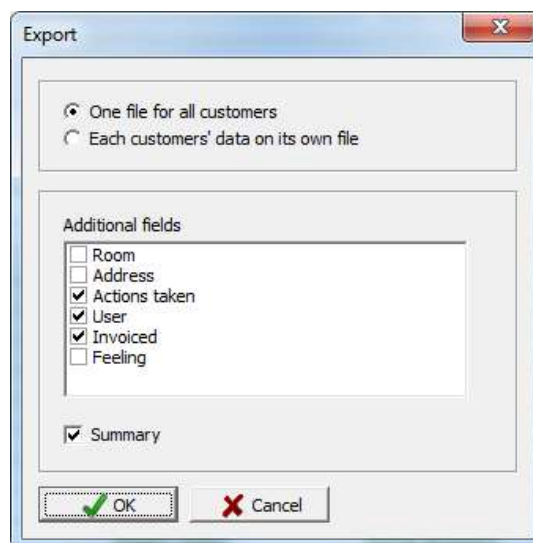 Export
One file for all customers
Each customers' data on its own file
Additional fields
Room
Address
Actions taken
User
Invoiced
Feeling
Summary
OK Cancel